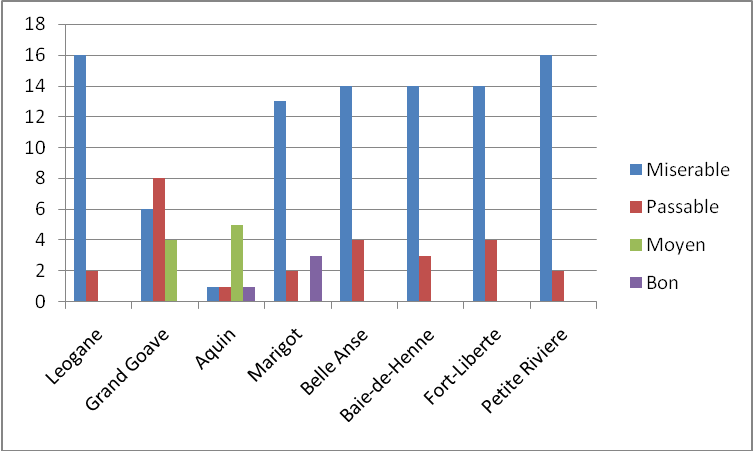 18
16
14
12
10
8
6
4
2
0
Leogane
Grand Goave
Aquin
Marigot
Belle Anse
Baie-de-Henne
Fort-Liberte
Petite Riviere
Miserable
Passable
Moyen
Bon